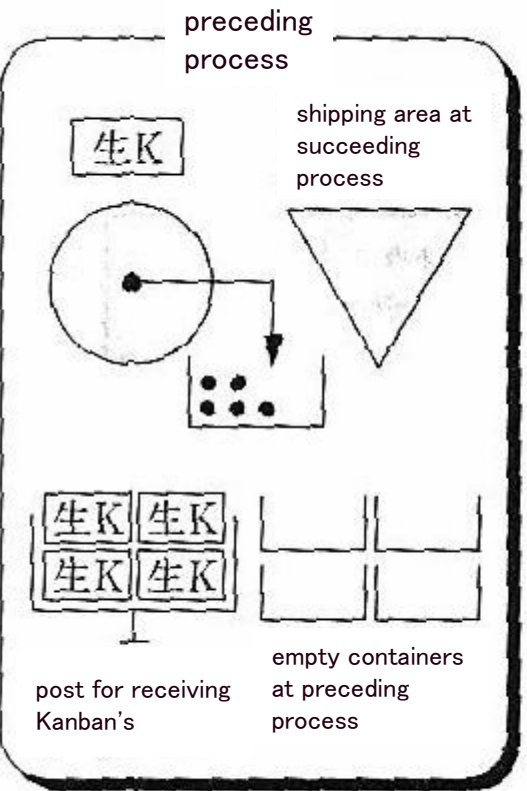 preceding
process
shipping area at
succeeding
process
生K
生K 生K
生K 生K
post for receiving
Kanban's
empty containers
at preceding
process